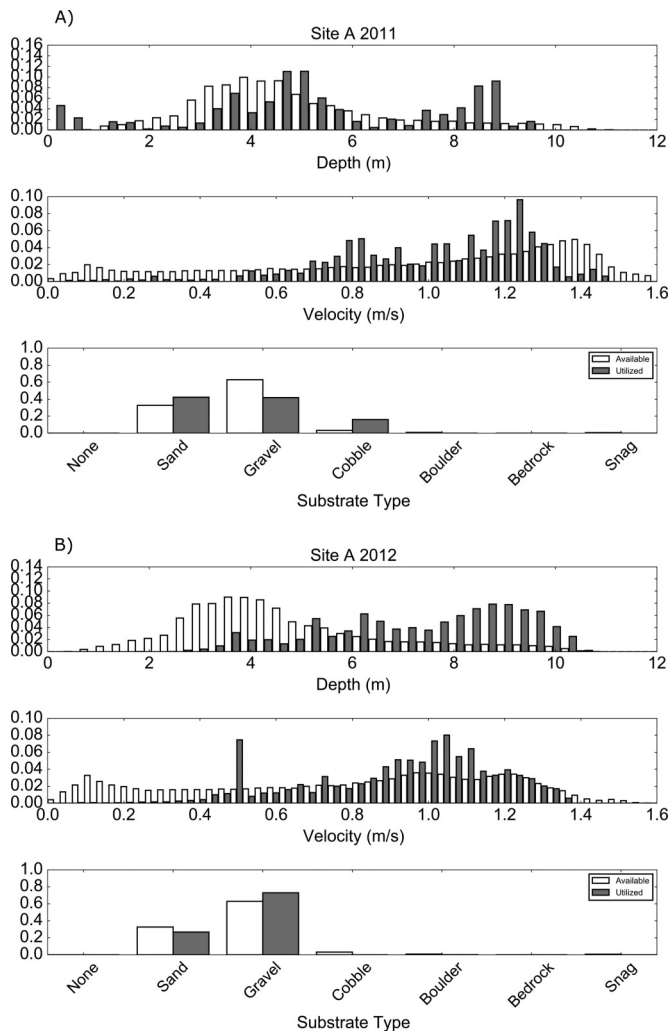 A)
Site A 2011
0.16
0.14
0.12
0.10
0.08
0.06
0.04
0.02
0.00
0 2 4 6 8 10 12
Depth (m)
0.10
0.08
0.06
0.04
0.02
0.00
0.0 0.2 0.4 0.6 0.8 1.0 1.2 1.4 1.6
Velocity (m/s)
1.0
0.8
0.6
0.4
0.2
0.0
Available
Utilized
None Sand Gravel Cobble Boulder Bedrock Snag
Substrate Type
B)
Site A 2012
0.14
0.12
0.10
0.08
0.06
0.04
0.02
0.00
0 2 4 6 8 10 12
Depth (m)
0.10
0.08
0.06
0.04
0.02
0.00
0.0 0.2 0.4 0.6 0.8 1.0 1.2 1.4 1.6
Velocity (m/s)
1.0
0.8
0.6
0.4
0.2
0.0
Available
Utilized
None Sand Gravel Cobble Boulder Bedrock Snag
Substrate Type